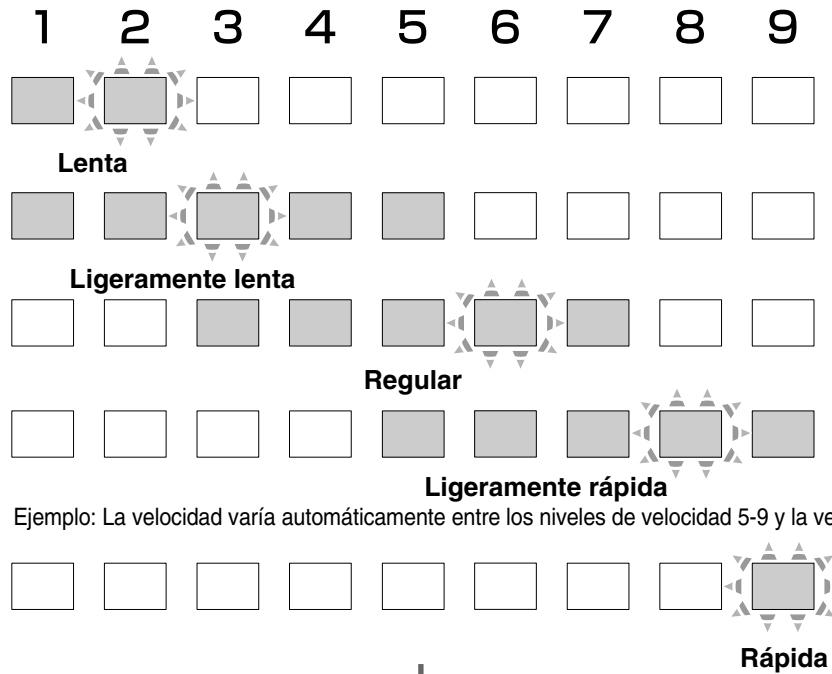 1 2 3 4 5 6 7 8 9
Lenta
Ligeramente lenta
Regular
Ligeramente rápida
Ejemplo: La velocidad varía automáticamente entre los niveles de velocidad 5-9 y la
Rápida